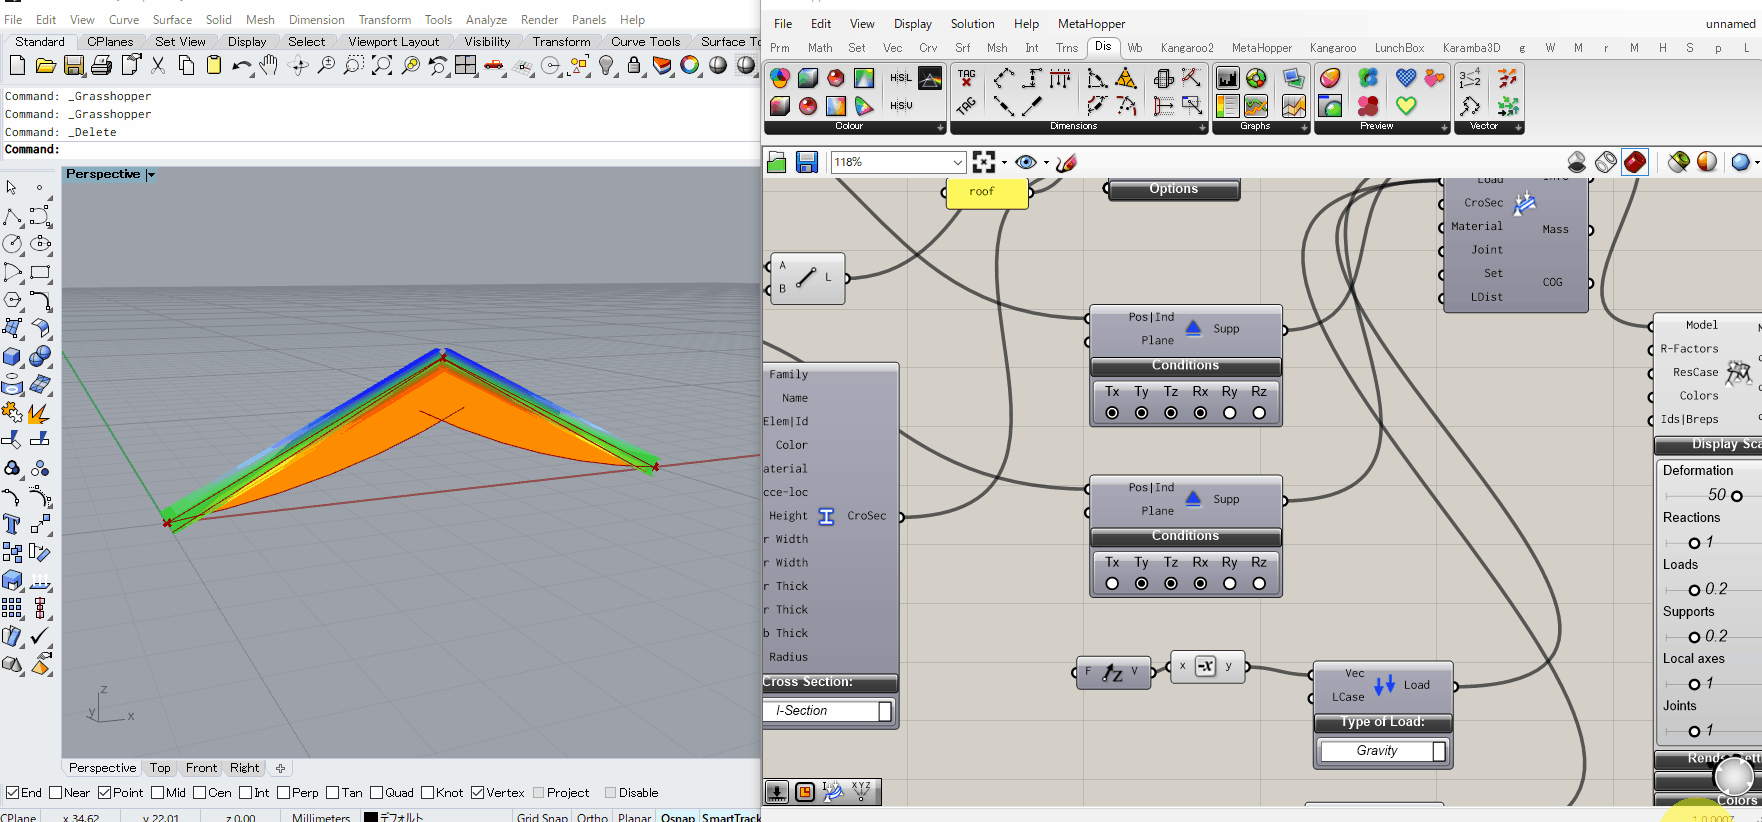 File Edit View Curve Surface Solid Mesh Dimension Transform Tools Analyze Render Panels Help
Standard CPlanes Set View Display Select Viewport Layout Visibility Transform Curve Tools Surface To
Command: _Grasshopper
Command: _Grasshopper
Command: _Delete
Command:
Perspective
z
y
x
Perspective Top Front Right
End Near Point Mid Cen Int Perp Tan Quad Knot Vertex Project Disable
CPlane x 34.62 y 22.01 z 0.00 Millimeters デフォルト Grid Snap Ortho Planar Osnap SmartTrack
File Edit View Display Solution Help MetaHopper unnamed
Prm Math Set Vec Crv Srf Msh Int Trns Dis Wb Kangaroo2 MetaHopper Kangaroo LunchBox Karamba3D g W M r M H S p L
H:S:L
H:S:V
TAG
TAG
Colour Dimensions Graphs Preview Vector
118%
roof
Options
A
B
L
Family
Name
Elem|Id
Color
aterial
cce-loc
Height
r Width
r Width
r Thick
r Thick
b Thick
Radius
CroSec
Cross Section:
I-Section
Pos|Ind
Plane
Supp
Conditions
Tx Ty Tz Rx Ry Rz
Pos|Ind
Plane
Supp
Conditions
Tx Ty Tz Rx Ry Rz
F Z V
x -x y
Vec
LCase
Load
Type of Load:
Gravity
Load
CroSec
Material
Joint
Set
LDist
Mass
COG
Model
R-Factors
ResCase
Colors
Ids|Breps
Display Sca
Deformation
50
Reactions
1
Loads
0.2
Supports
0.2
Local axes
1
Joints
1
Colors
XYZ
1.0.0007